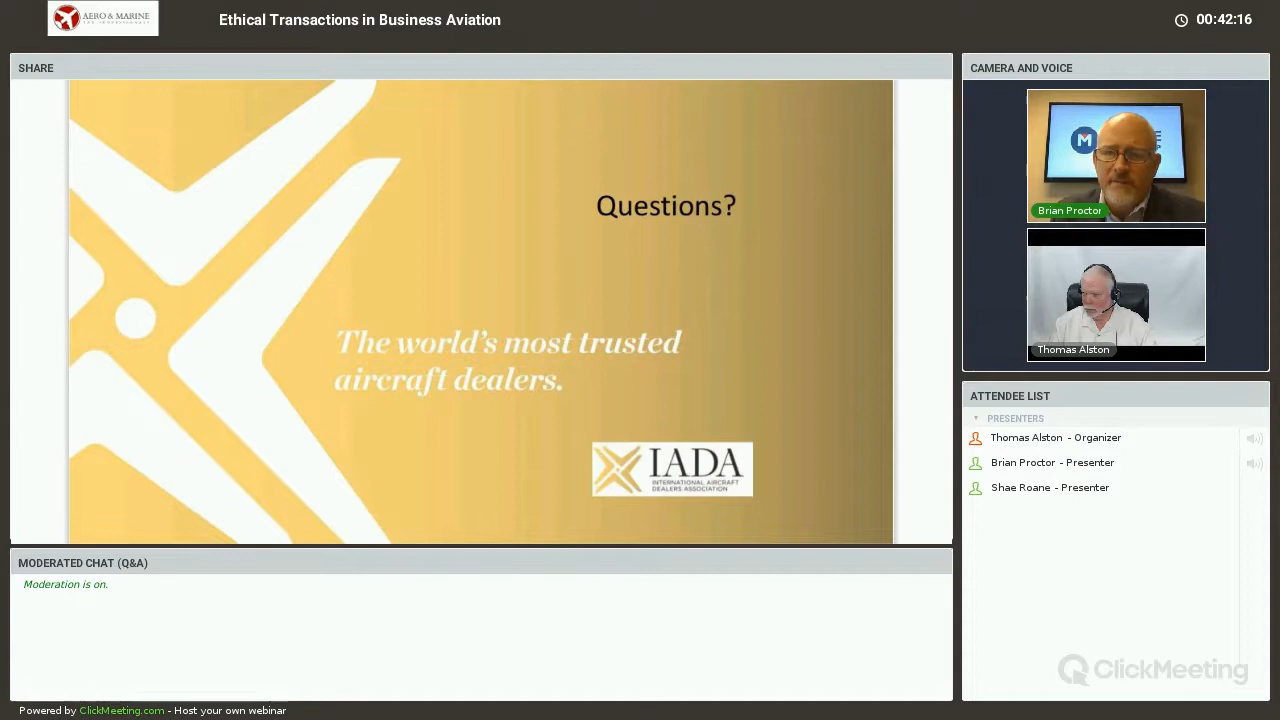 AERO & MARINE
TAX PROFESSIONALS
Ethical Transactions in Business Aviation
00:42:16
SHARE
Questions?
The world's most trusted
aircraft dealers.
IADA
INTERNATIONAL AIRCRAFT
DEALERS ASSOCIATION
CAMERA AND VOICE
M
Brian Proctor
Thomas Alston
ATTENDEE LIST
PRESENTERS
Thomas Alston - Organizer
Brian Proctor - Presenter
Shae Roane - Presenter
MODERATED CHAT (Q&A)
Moderation is on.
ClickMeeting
Powered by ClickMeeting.com - Host your own webinar